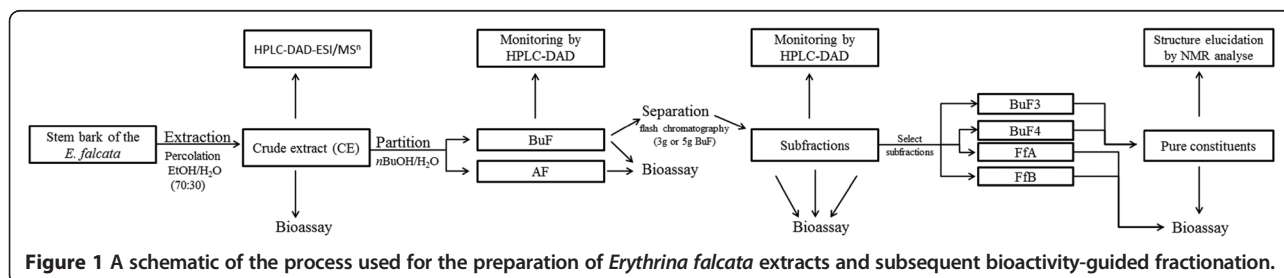 HPLC-DAD-ESI/MSⁿ
Monitoring by
HPLC-DAD
Monitoring by
HPLC-DAD
Structure elucidation
by NMR analyse
Stem bark of the
E. falcata
Extraction
Percolation
EtOH/H₂O
(70:30)
Crude extract (CE)
Partition
nBuOH/H₂O
BuF
AF
Separation
flash chromatography
(3g or 5g BuF)
Bioassay
Subfractions
Select
subfractions
BuF3
BuF4
FfA
FfB
Pure constituents
Bioassay
Bioassay
Bioassay
Figure 1 A schematic of the process used for the preparation of Erythrina falcata extracts and subsequent bioactivity-guided fractionation.